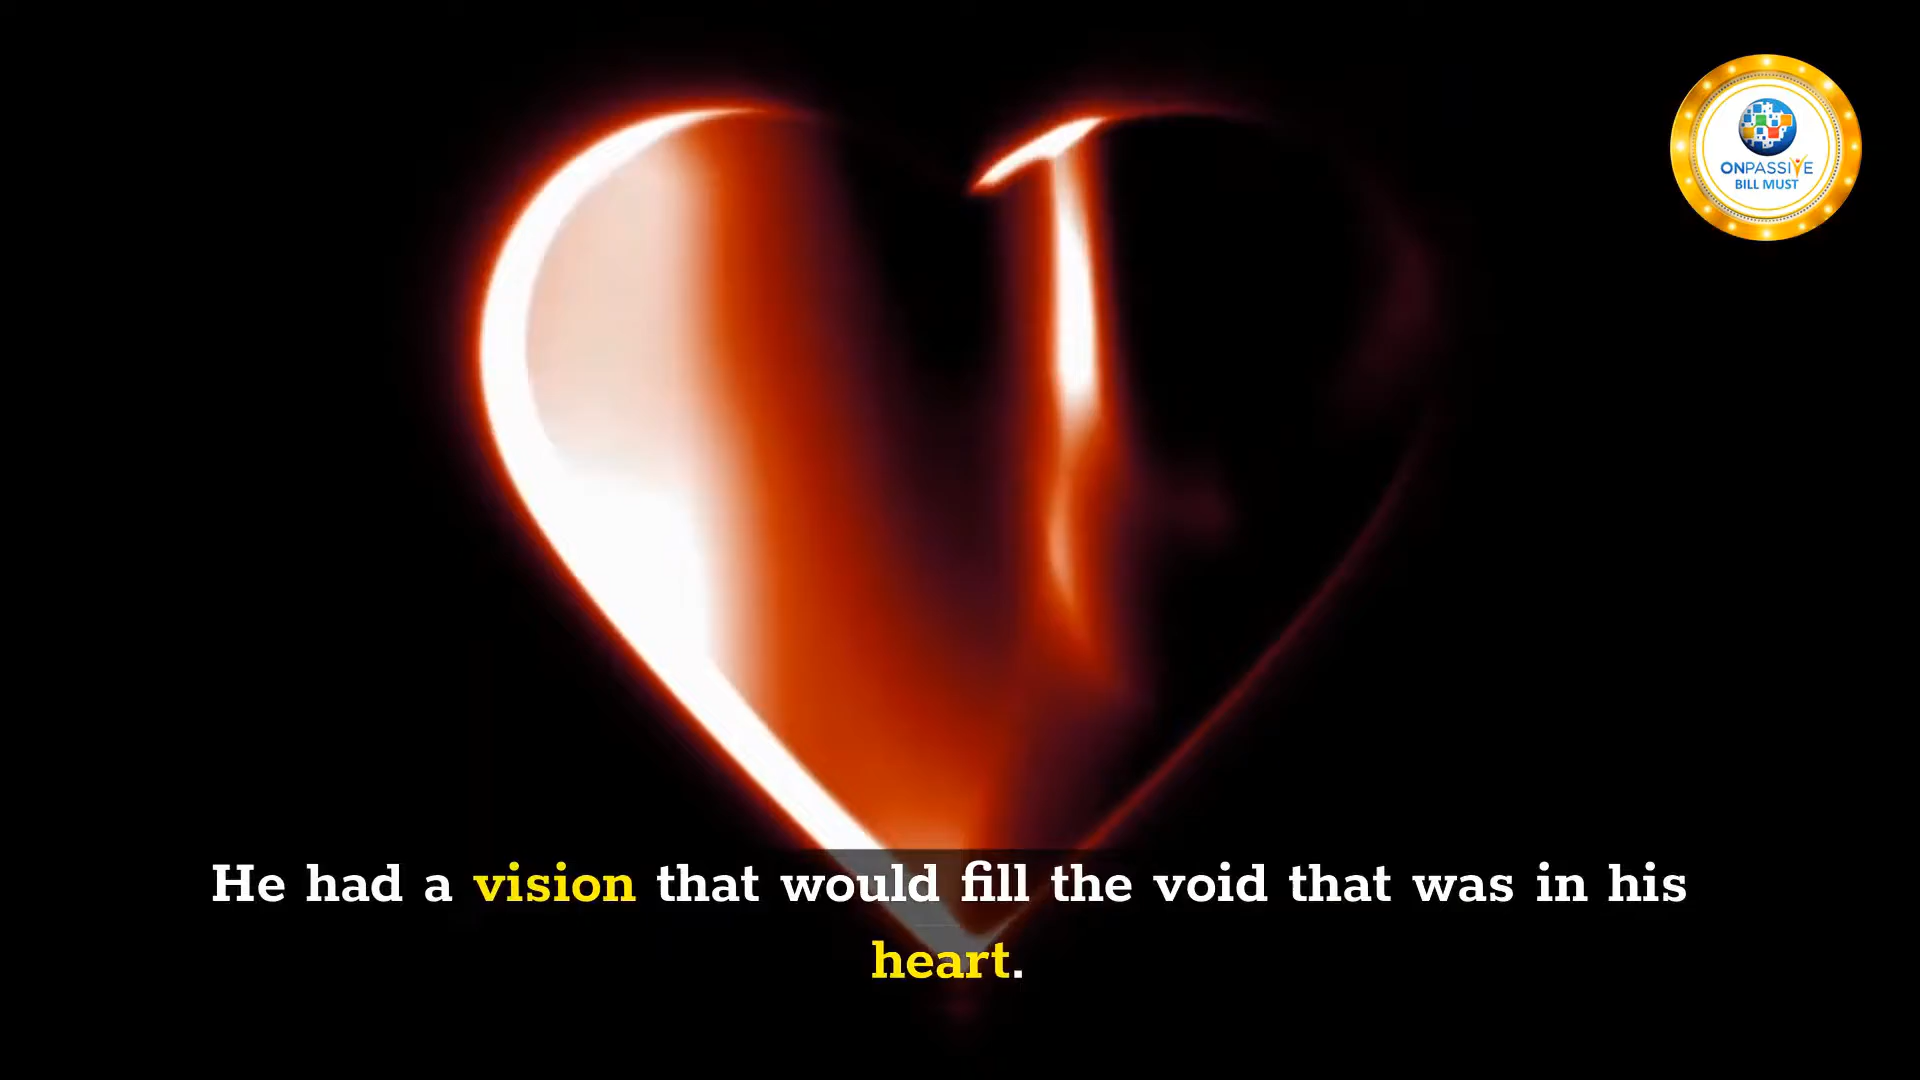 ONPASSIVE
BILL MUST
He had a vision that would fill the void that was in his
heart.